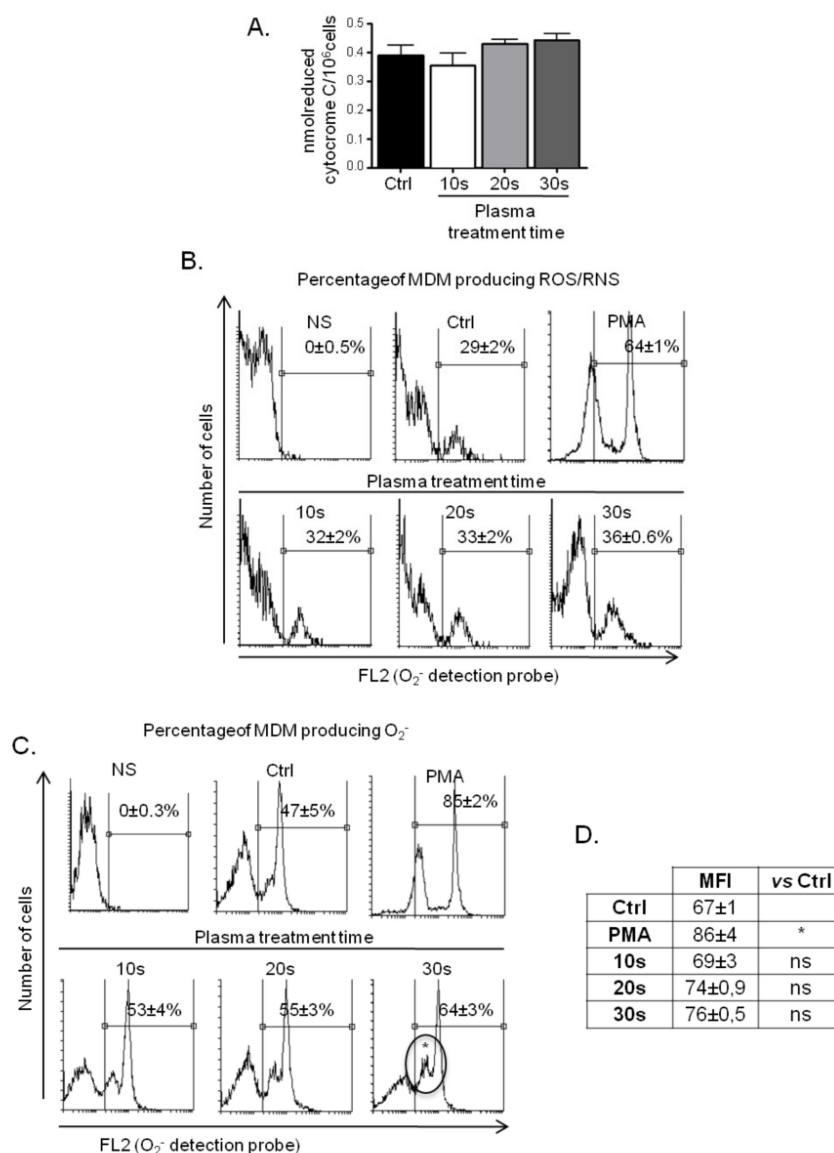 A.
nmolreduced
cytocrome C/10⁶cells
0.5
0.4
0.3
0.2
0.1
0.0
Ctrl 10s 20s 30s
Plasma
treatment time
B.
Percentageof MDM producing ROS/RNS
Number of cells
NS
0±0.5%
Ctrl
29±2%
PMA
64±1%
Plasma treatment time
10s
32±2%
20s
33±2%
30s
36±0.6%
FL2 (O₂⁻ detection probe)
C.
Percentageof MDM producing O₂⁻
Number of cells
NS
0±0.3%
Ctrl
47±5%
PMA
85±2%
Plasma treatment time
10s
53±4%
20s
55±3%
30s
64±3%
*
FL2 (O₂⁻ detection probe)
D.
MFI vs Ctrl
Ctrl 67±1
PMA 86±4 *
10s 69±3 ns
20s 74±0,9 ns
30s 76±0,5 ns